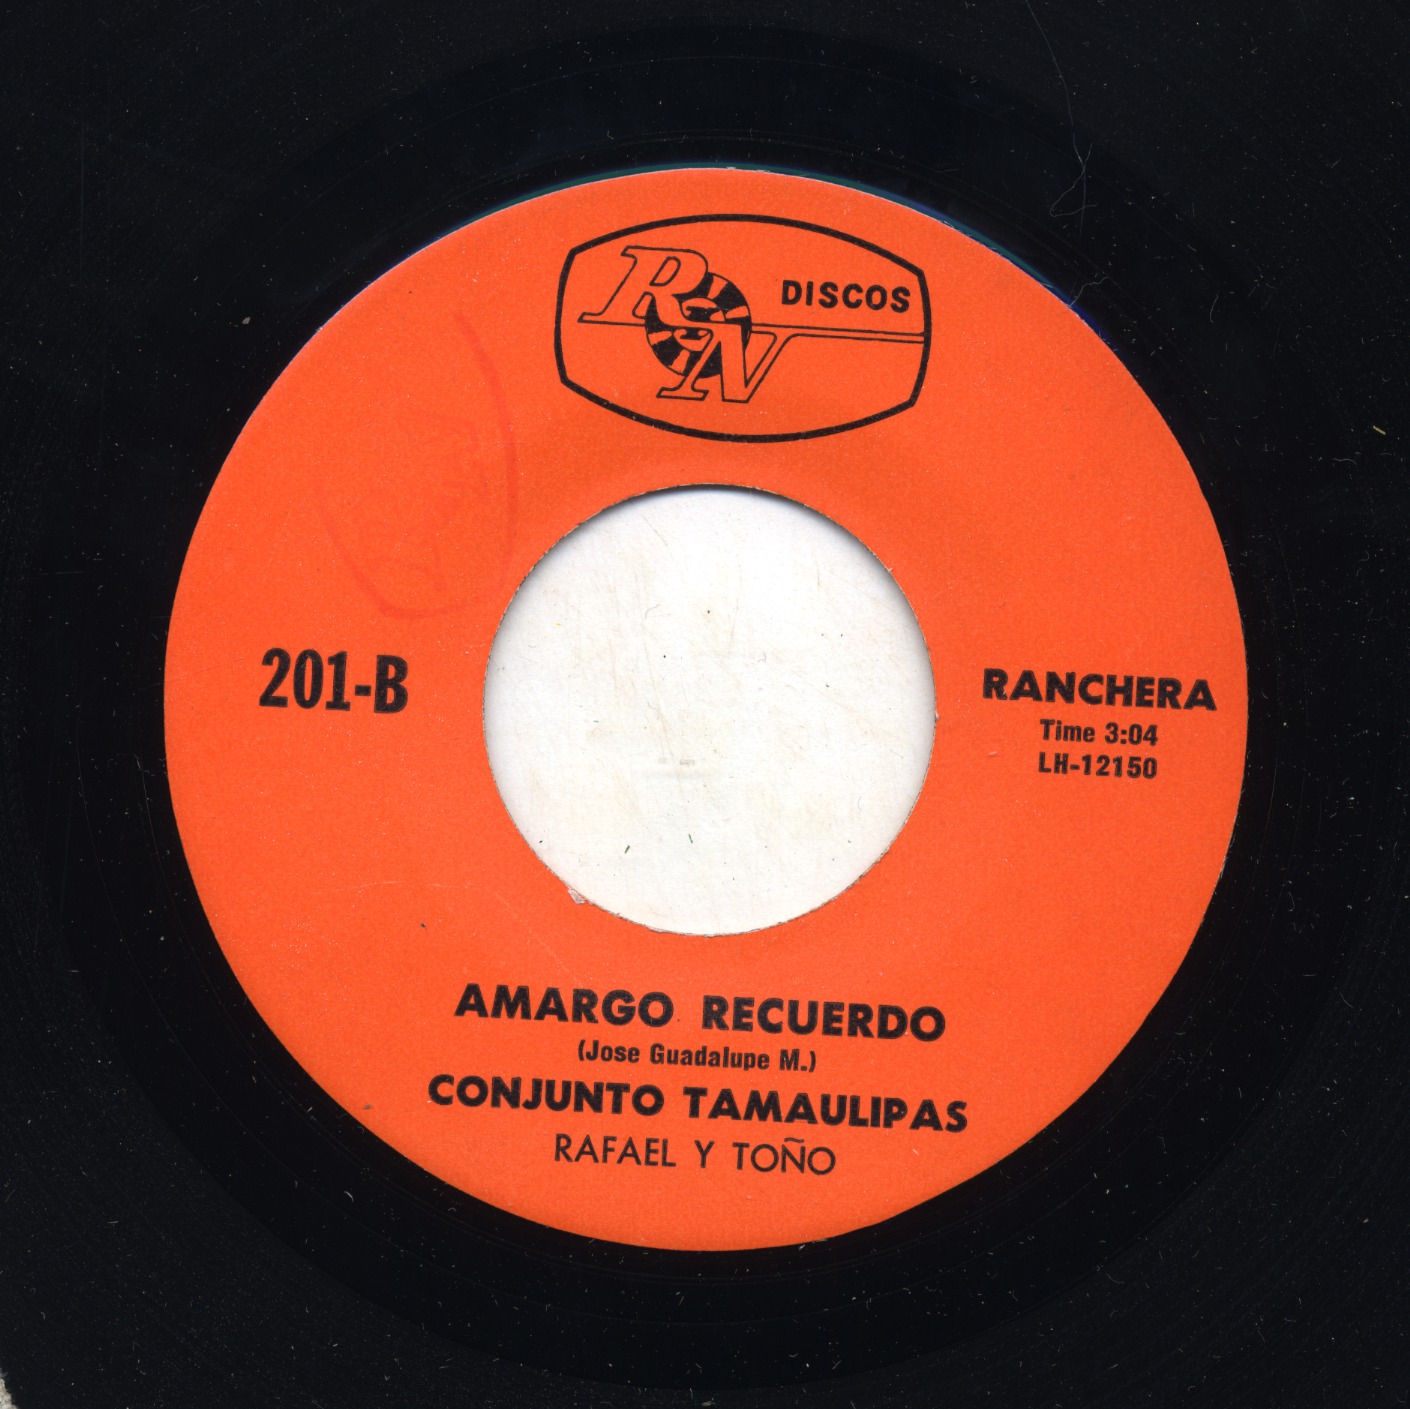 RN DISCOS
201-B
RANCHERA
Time 3:04
LH-12150
AMARGO RECUERDO
(Jose Guadalupe M.)
CONJUNTO TAMAULIPAS
RAFAEL Y TOÑO